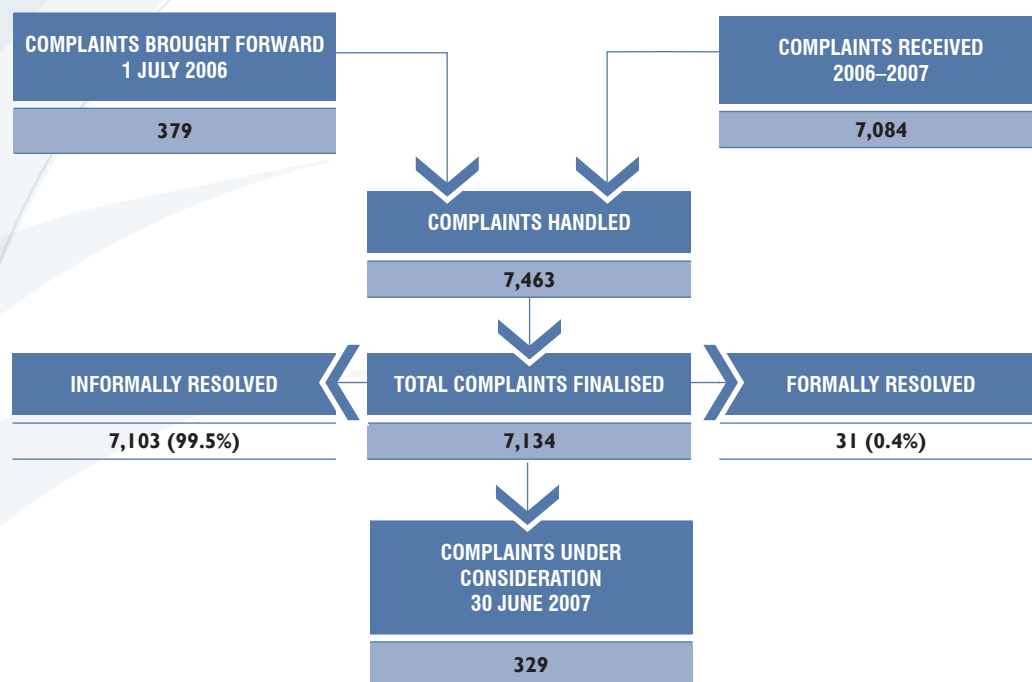 COMPLAINTS BROUGHT FORWARD
1 JULY 2006
379
COMPLAINTS RECEIVED
2006–2007
7,084
COMPLAINTS HANDLED
7,463
INFORMALLY RESOLVED
7,103 (99.5%)
TOTAL COMPLAINTS FINALISED
7,134
FORMALLY RESOLVED
31 (0.4%)
COMPLAINTS UNDER
CONSIDERATION
30 JUNE 2007
329